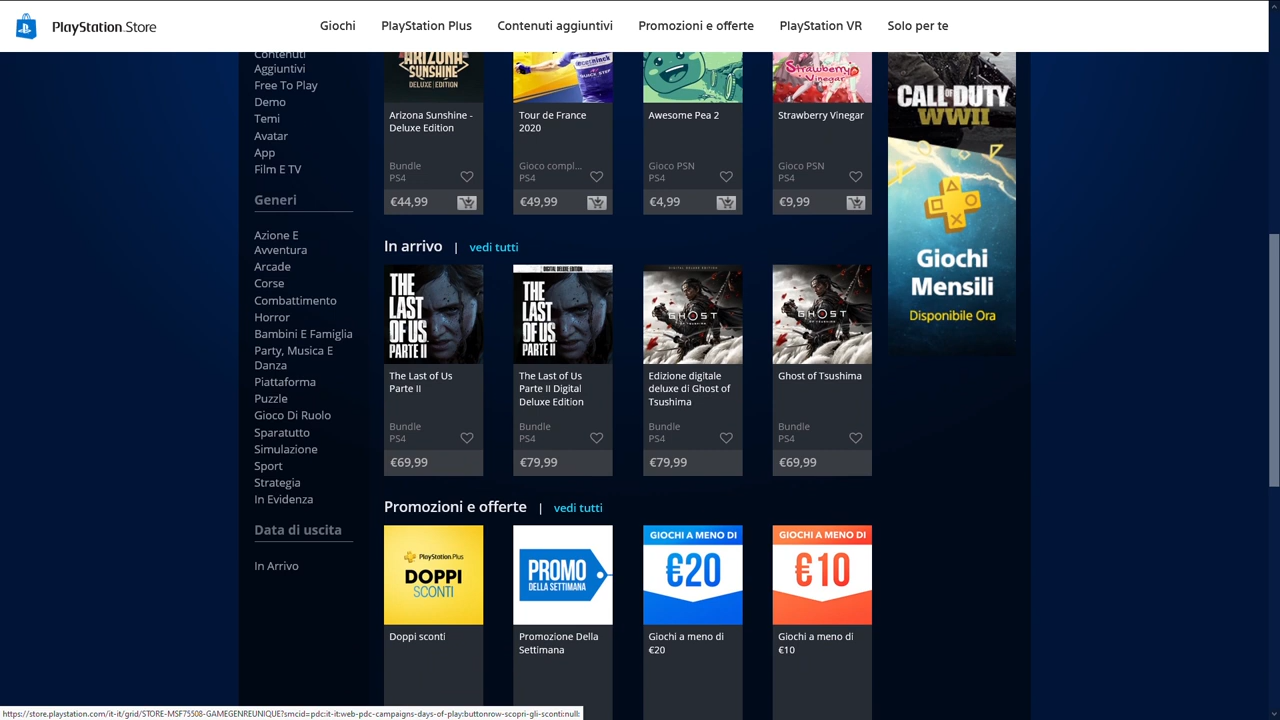 PlayStation Store
Giochi
PlayStation Plus
Contenuti aggiuntivi
Promozioni e offerte
PlayStation VR
Solo per te
Contenuti
Aggiuntivi
Free To Play
Demo
Temi
Avatar
App
Film E TV
Generi
Azione E
Avventura
Arcade
Corse
Combattimento
Horror
Bambini E Famiglia
Party, Musica E
Danza
Piattaforma
Puzzle
Gioco Di Ruolo
Sparatutto
Simulazione
Sport
Strategia
In Evidenza
Data di uscita
In Arrivo
ARIZONA
SUNSHINE
DELUXE EDITION
Arizona Sunshine -
Deluxe Edition
Bundle
PS4
€44,99
QUICK STEP
Tour de France
2020
Gioco compl...
PS4
€49,99
Awesome Pea 2
Gioco PSN
PS4
€4,99
Strawberry
Vinegar
Strawberry Vinegar
Gioco PSN
PS4
€9,99
In arrivo | vedi tutti
THE
LAST
OF US
PARTE II
The Last of Us
Parte II
Bundle
PS4
€69,99
DIGITAL DELUXE EDITION
THE
LAST
OF US
PARTE II
The Last of Us
Parte II Digital
Deluxe Edition
Bundle
PS4
€79,99
DIGITAL DELUXE EDITION
GHOST
OF TSUSHIMA
Edizione digitale
deluxe di Ghost of
Tsushima
Bundle
PS4
€79,99
GHOST
OF TSUSHIMA
Ghost of Tsushima
Bundle
PS4
€69,99
Promozioni e offerte | vedi tutti
PlayStation Plus
DOPPI
SCONTI
Doppi sconti
PROMO
DELLA SETTIMANA
Promozione Della
Settimana
GIOCHI A MENO DI
€20
Giochi a meno di
€20
GIOCHI A MENO DI
€10
Giochi a meno di
€10
CALL OF DUTY
WWII
Giochi
Mensili
Disponibile Ora
https://store.playstation.com/it-it/grid/STORE-MSF75508-GAMEGENREUNIQUE?smcid=pdc:it-it:web-pdc-campaigns-days-of-play:buttonrow-scopri-gli-sconti:null: